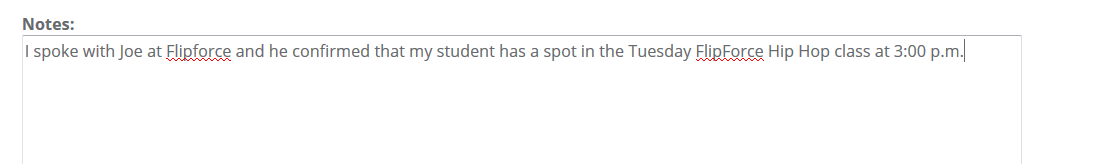 Notes:
I spoke with Joe at Flipforce and he confirmed that my student has a spot in the Tuesday FlipForce Hip Hop class at 3:00 p.m.